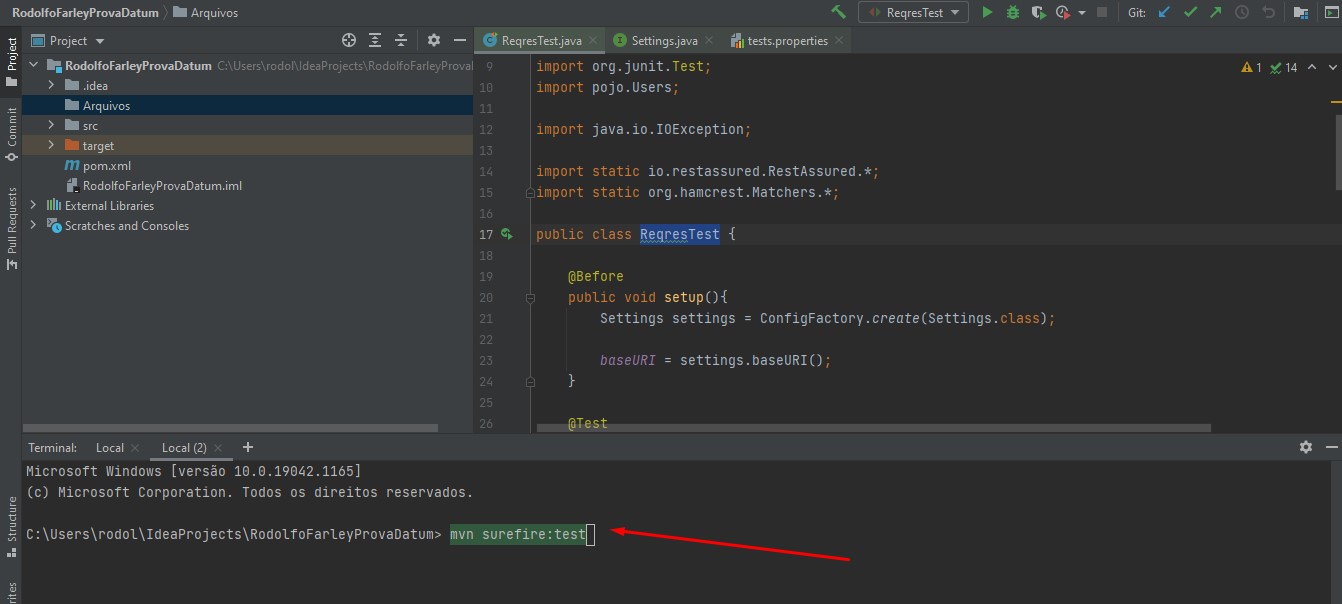 RodolfoFarleyProvaDatum Arquivos ReqresTest Git:
Project
ReqresTest.java Settings.java tests.properties
RodolfoFarleyProvaDatum C:\Users\rodol\IdeaProjects\RodolfoFarleyProval
.idea
Arquivos
src
target
pom.xml
RodolfoFarleyProvaDatum.iml
External Libraries
Scratches and Consoles
Project
Commit
Pull Requests
Structure
1 14
9 import org.junit.Test;
10 import pojo.Users;
11
12 import java.io.IOException;
13
14 import static io.restassured.RestAssured.*;
15 import static org.hamcrest.Matchers.*;
16
17 public class ReqresTest {
18
19 @Before
20 public void setup(){
21 Settings settings = ConfigFactory.create(Settings.class);
22
23 baseURI = settings.baseURI();
24 }
25
26 @Test
Terminal: Local Local (2)
Microsoft Windows [versão 10.0.19042.1165]
(c) Microsoft Corporation. Todos os direitos reservados.
C:\Users\rodol\IdeaProjects\RodolfoFarleyProvaDatum> mvn surefire:test